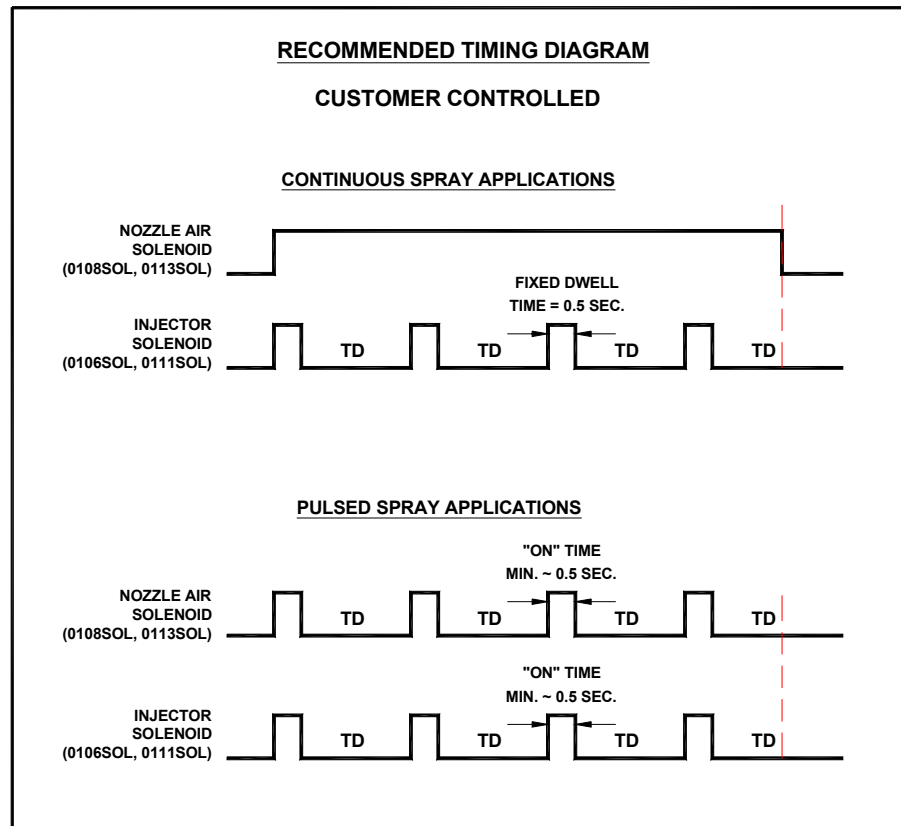 RECOMMENDED TIMING DIAGRAM
CUSTOMER CONTROLLED
CONTINUOUS SPRAY APPLICATIONS
NOZZLE AIR
SOLENOID
(0108SOL, 0113SOL)
FIXED DWELL
TIME = 0.5 SEC.
INJECTOR
SOLENOID
(0106SOL, 0111SOL)
TD TD TD TD
PULSED SPRAY APPLICATIONS
"ON" TIME
MIN. ~ 0.5 SEC.
NOZZLE AIR
SOLENOID
(0108SOL, 0113SOL)
TD TD TD TD
"ON" TIME
MIN. ~ 0.5 SEC.
INJECTOR
SOLENOID
(0106SOL, 0111SOL)
TD TD TD TD